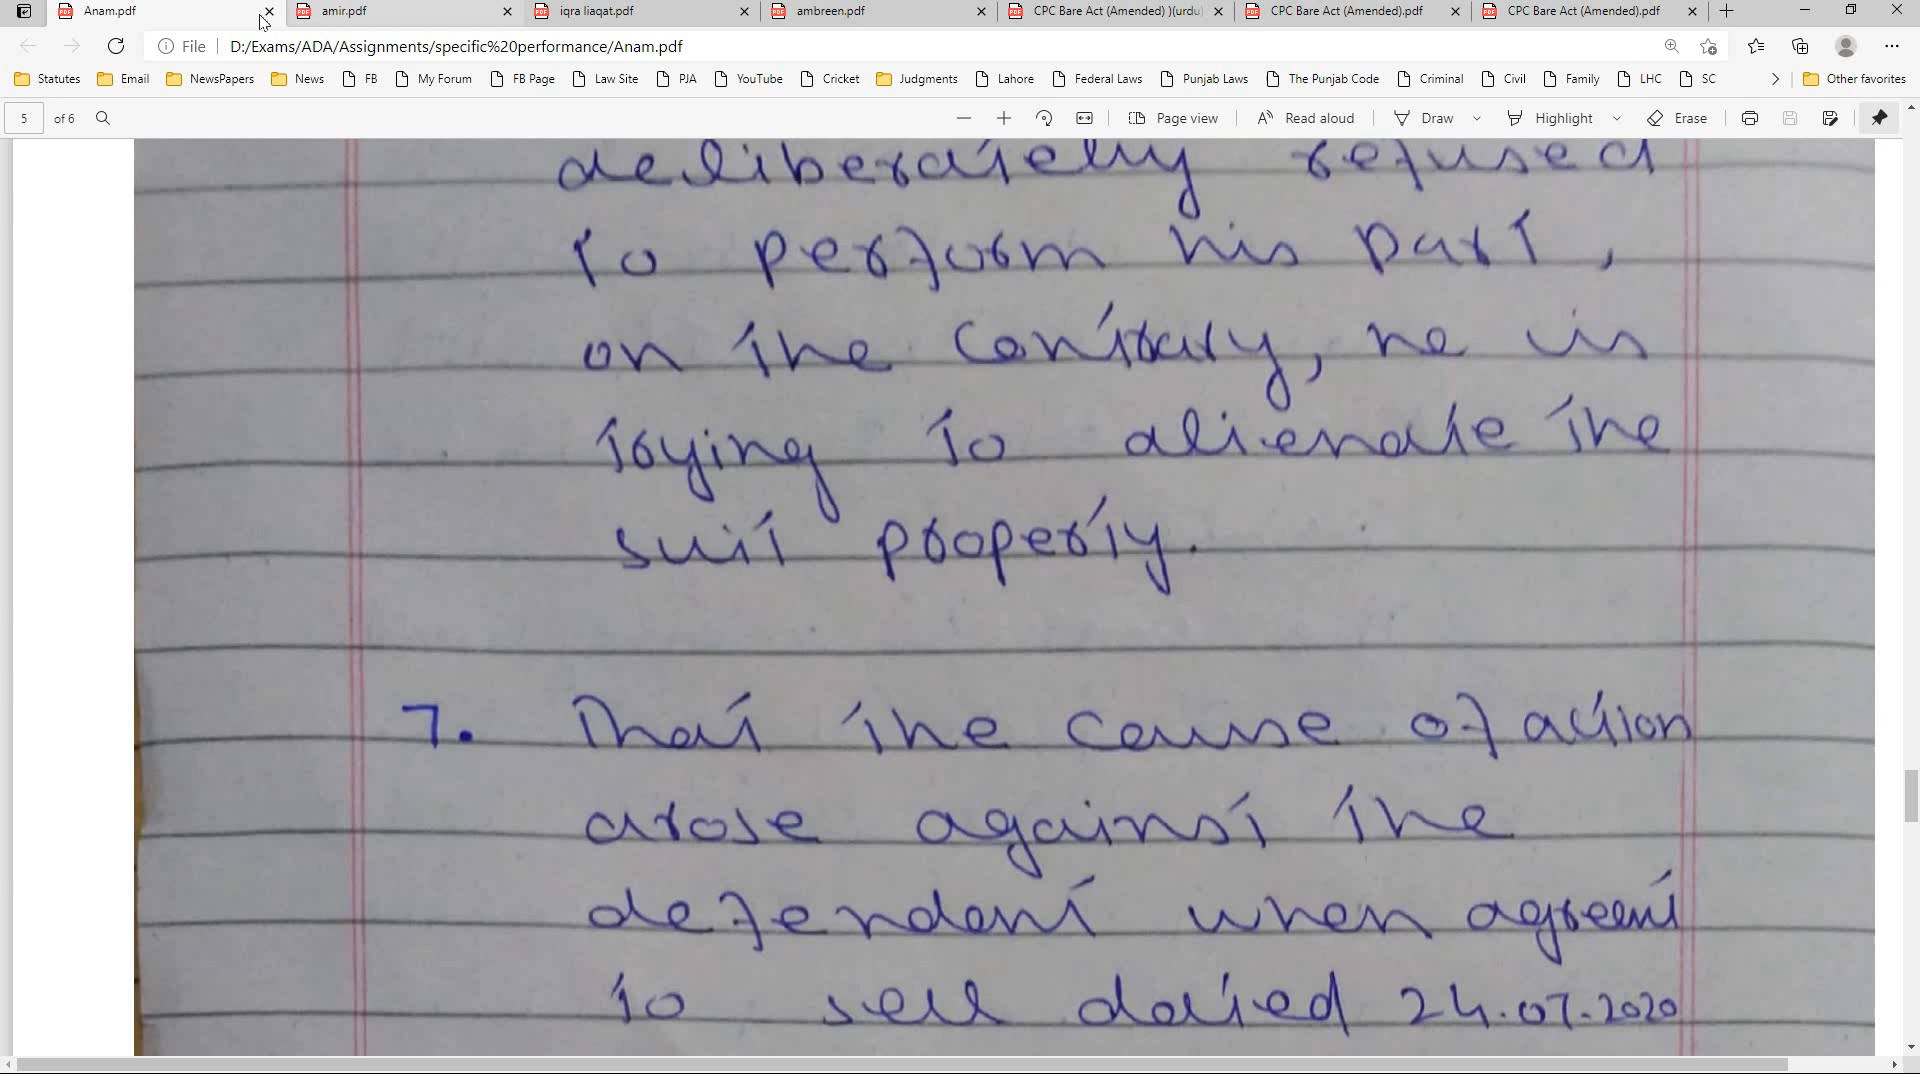 Anam.pdf
amir.pdf
iqra liaqat.pdf
ambreen.pdf
CPC Bare Act (Amended) )(urdu
CPC Bare Act (Amended).pdf
CPC Bare Act (Amended).pdf
File
D:/Exams/ADA/Assignments/specific%20performance/Anam.pdf
Statutes
Email
NewsPapers
News
FB
My Forum
FB Page
Law Site
PJA
YouTube
Cricket
Judgments
Lahore
Federal Laws
Punjab Laws
The Punjab Code
Criminal
Civil
Family
LHC
SC
Other favorites
5 of 6
Page view
Read aloud
Draw
Highlight
Erase
deliberately refused
to perform his part,
on the contrary, he is
trying to alienate the
suit property.
7. That the cause of action
arose against the
defendant when agreent
to sell dated 24.07.2020